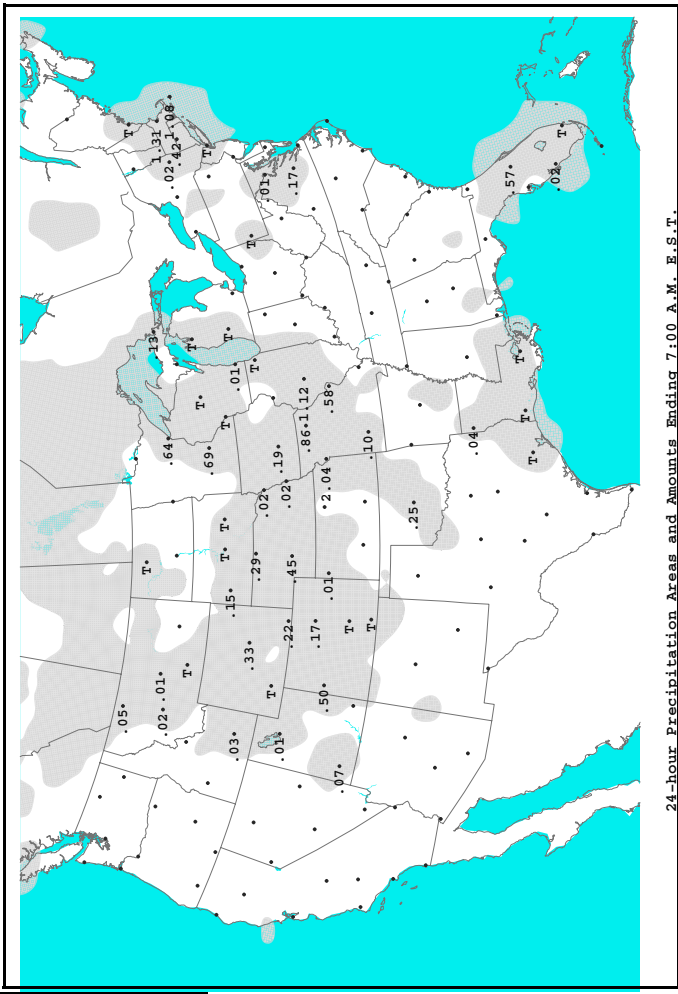 .05
T
T
.13
1.31
.01
.02
.64
.02
1.08
.42
T
T
T
T
.69
T
T
T
T
.15
.03
.01
.33
T
T
.29
.02
.01
T
.01
.19
.02
.22
.45
.17
.86
1.12
.17
.50
2.04
.01
.58
.07
T
T
.10
.25
.04
.57
T
T
T
.02
T
24-hour Precipitation Areas and Amounts Ending 7:00 A.M. E.S.T.